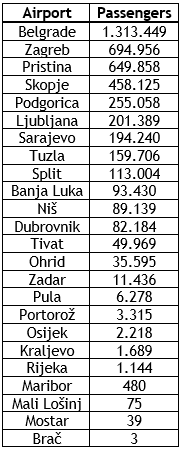 Airport Passengers
Belgrade 1.313.449
Zagreb 694.956
Pristina 649.858
Skopje 458.125
Podgorica 255.058
Ljubljana 201.389
Sarajevo 194.240
Tuzla 159.706
Split 113.004
Banja Luka 93.430
Niš 89.139
Dubrovnik 82.184
Tivat 49.969
Ohrid 35.595
Zadar 11.436
Pula 6.278
Portorož 3.315
Osijek 2.218
Kraljevo 1.689
Rijeka 1.144
Maribor 480
Mali Lošinj 75
Mostar 39
Brač 3